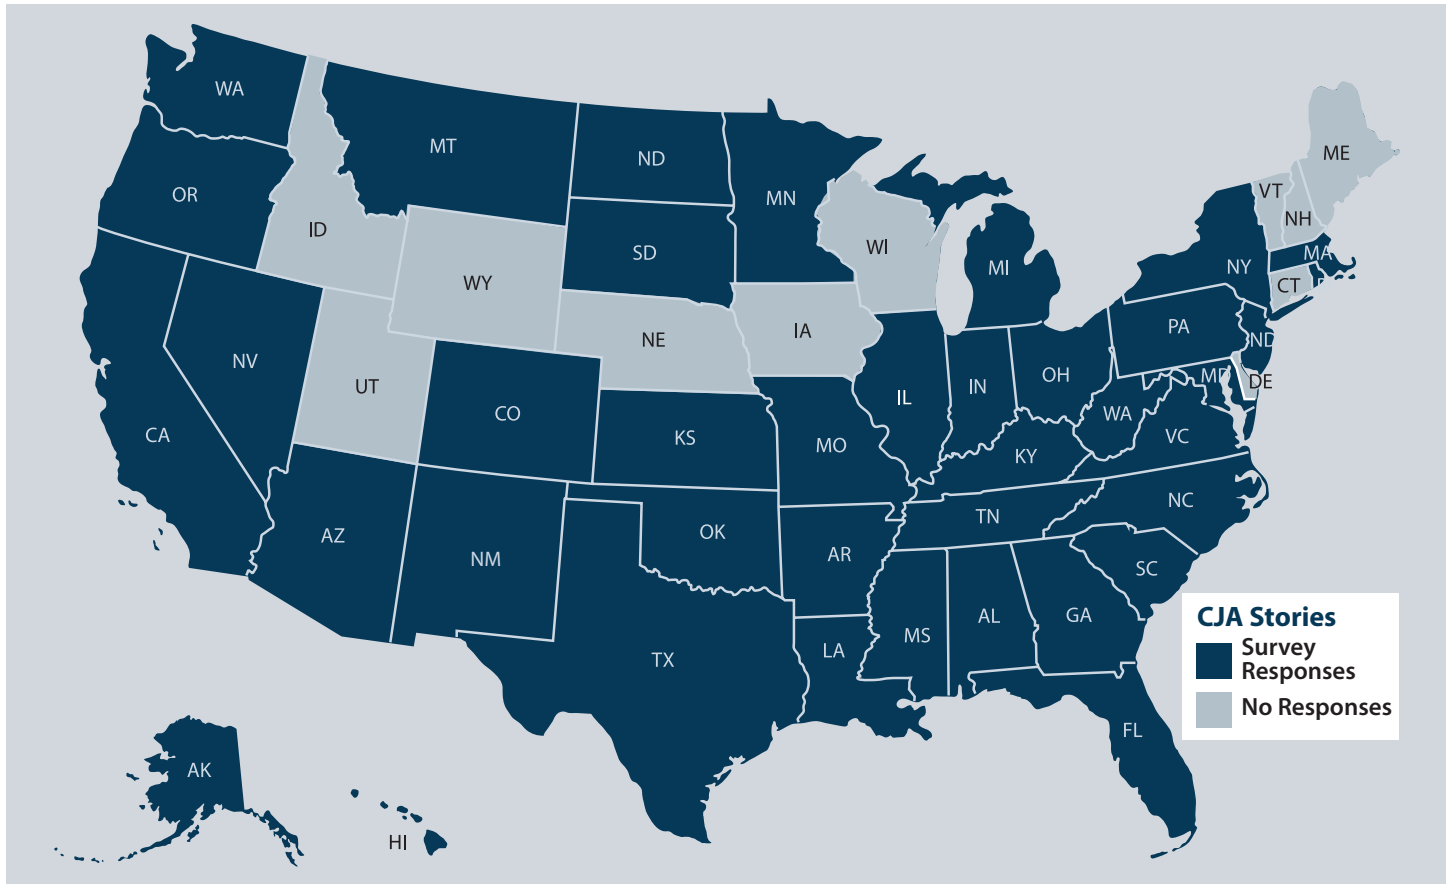 WA
MT
ND
MN
OR
ID
SD
WI
MI
ME
VT
NH
MA
NY
CT
WY
NE
IA
PA
ND
NV
UT
CO
IL
IN
OH
MD
DE
CA
KS
MO
WA
VC
KY
AZ
NM
OK
AR
TN
NC
SC
TX
LA
MS
AL
GA
FL
AK
HI
CJA Stories
Survey
Responses
No Responses